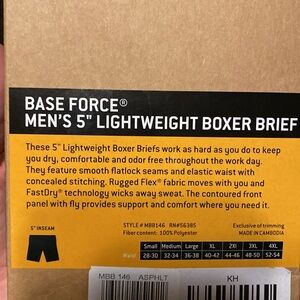 BASE FORCE®
MEN'S 5" LIGHTWEIGHT BOXER BRIEF
These 5" Lightweight Boxer Briefs work as hard as you do to keep
you dry, comfortable and odor free throughout the work day.
They feature smooth flatlock seams and elastic waist with
concealed stitching. Rugged Flex® fabric moves with you and
FastDry® technology wicks away sweat. The contoured front
panel with fly provides support and comfort where you need it.
5" INSEAM
STYLE # MBB146 RN#56385
Fiber content: 100% Polyester
Exclusive of trimming
MADE IN CAMBODIA
Small Medium Large XL 2XL 3XL 4XL
Waist 28-30 32-34 36-38 40-42 44-46 48-50 52-54
MBB 146 ASPHLT KH